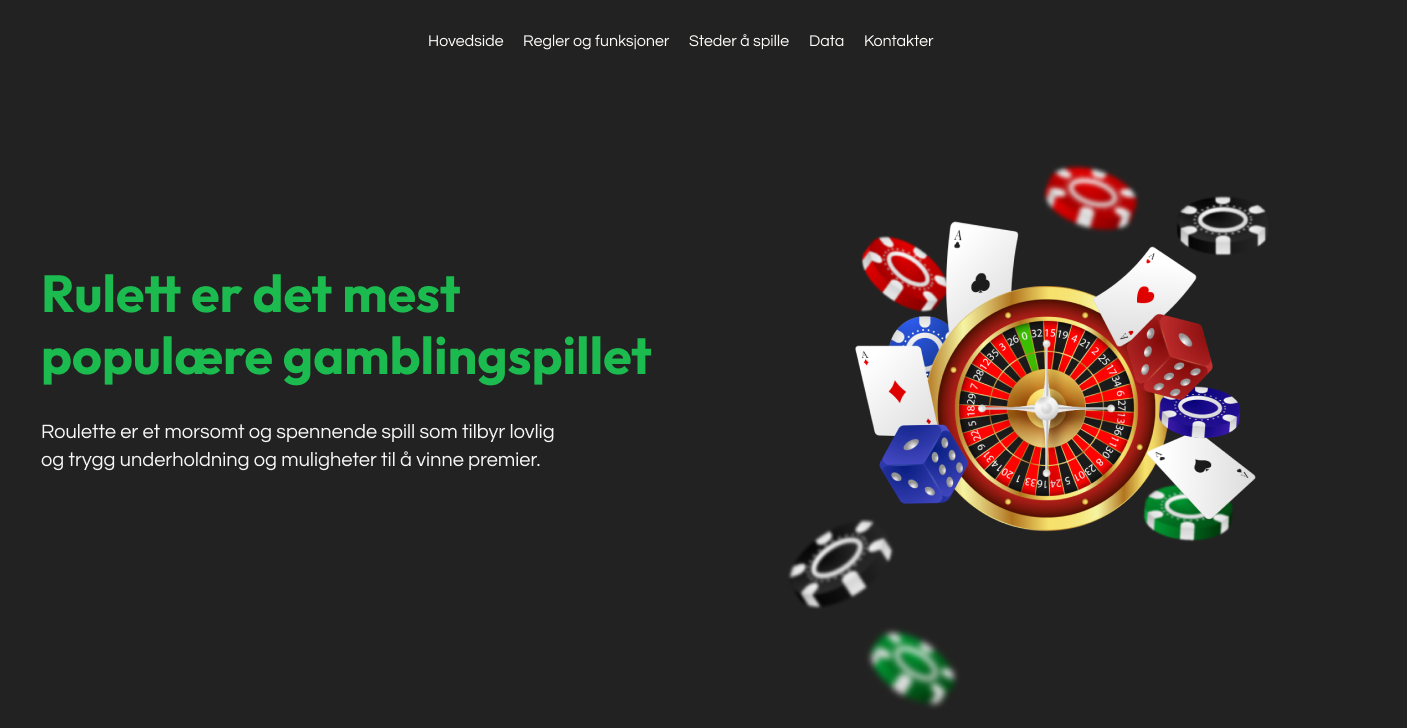 Hovedside Regler og funksjoner Steder å spille Data Kontakter
Rulett er det mest
populære gamblingspillet
Roulette er et morsomt og spennende spill som tilbyr lovlig
og trygg underholdning og muligheter til å vinne premier.